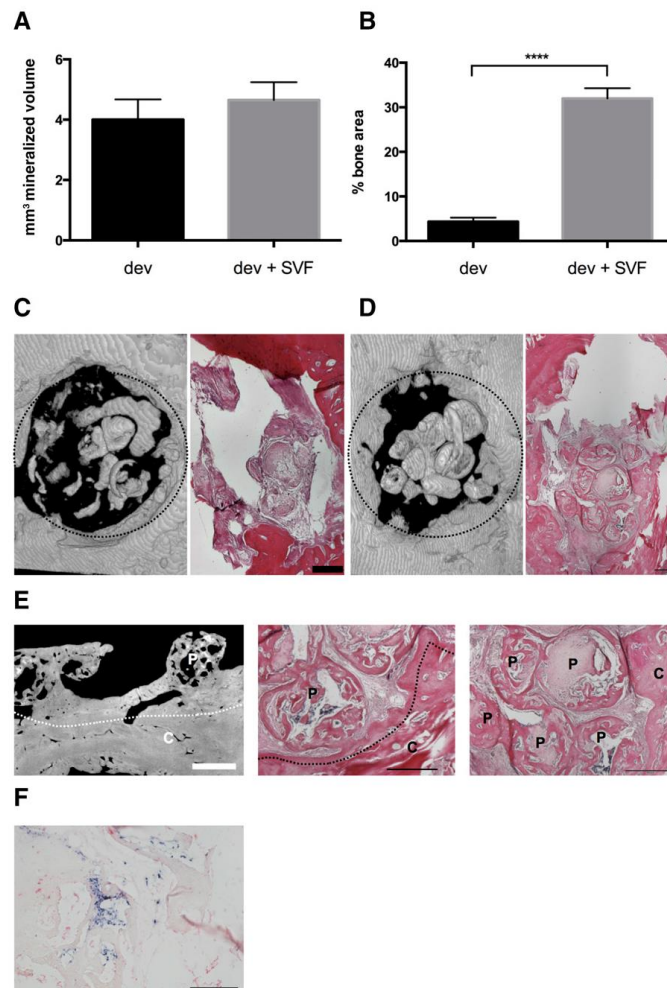 A
B
mm³ mineralized volume
6
4
2
0
dev
dev + SVF
% bone area
40
30
20
10
0
****
dev
dev + SVF
C
D
E
P
C
P
C
P
P
P
P
P
C
F